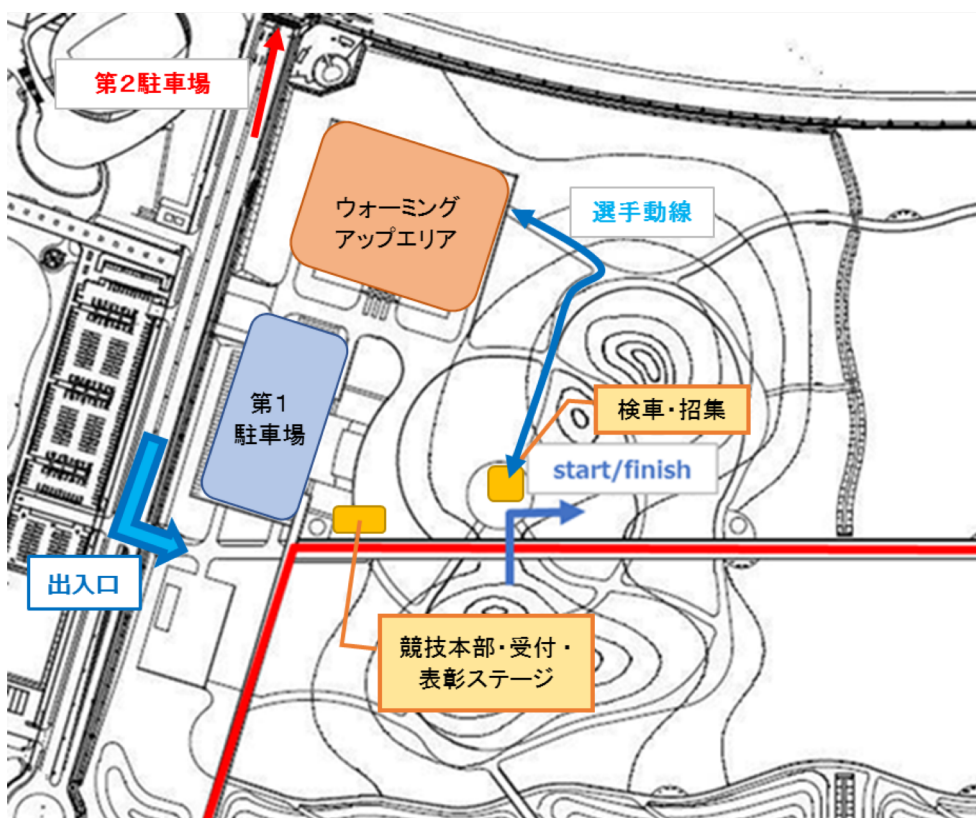 第2駐車場
ウォーミング
アップエリア
選手動線
第1
駐車場
検車・招集
start/finish
出入口
競技本部・受付・
表彰ステージ